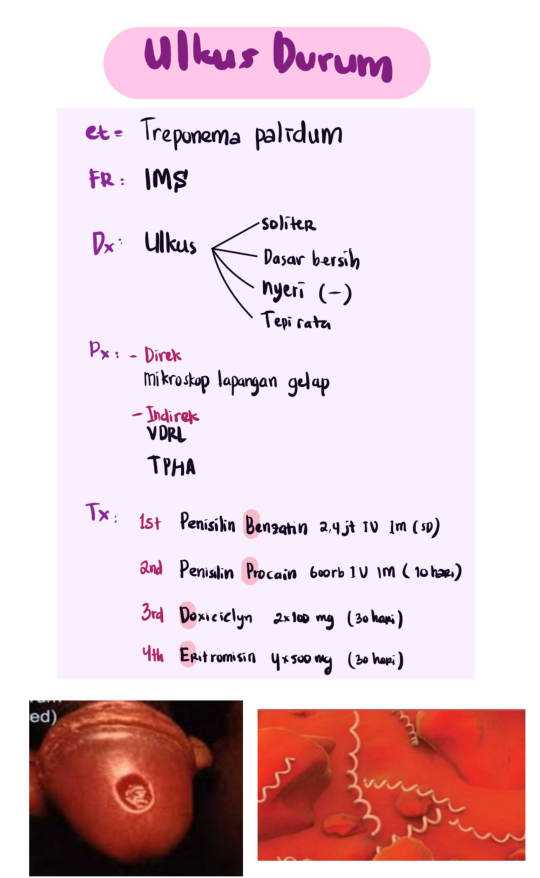 Ulkus Durum
et = Treponema palidum
FR : IMS
Dx : Ulkus
soliter
Dasar bersih
nyeri (-)
Tepi rata
Px : - Direk
mikroskop lapangan gelap
- Indirek
VDRL
TPHA
Tx : 1st Penisilin Benzatin 2,4 jt IU IM (SD)
2nd Penisilin Procain 600rb IU IM (10 hari)
3rd Doxiciclyn 2x100 mg (30 hari)
4th Eritromisin 4x500 mg (30 hari)
ed)